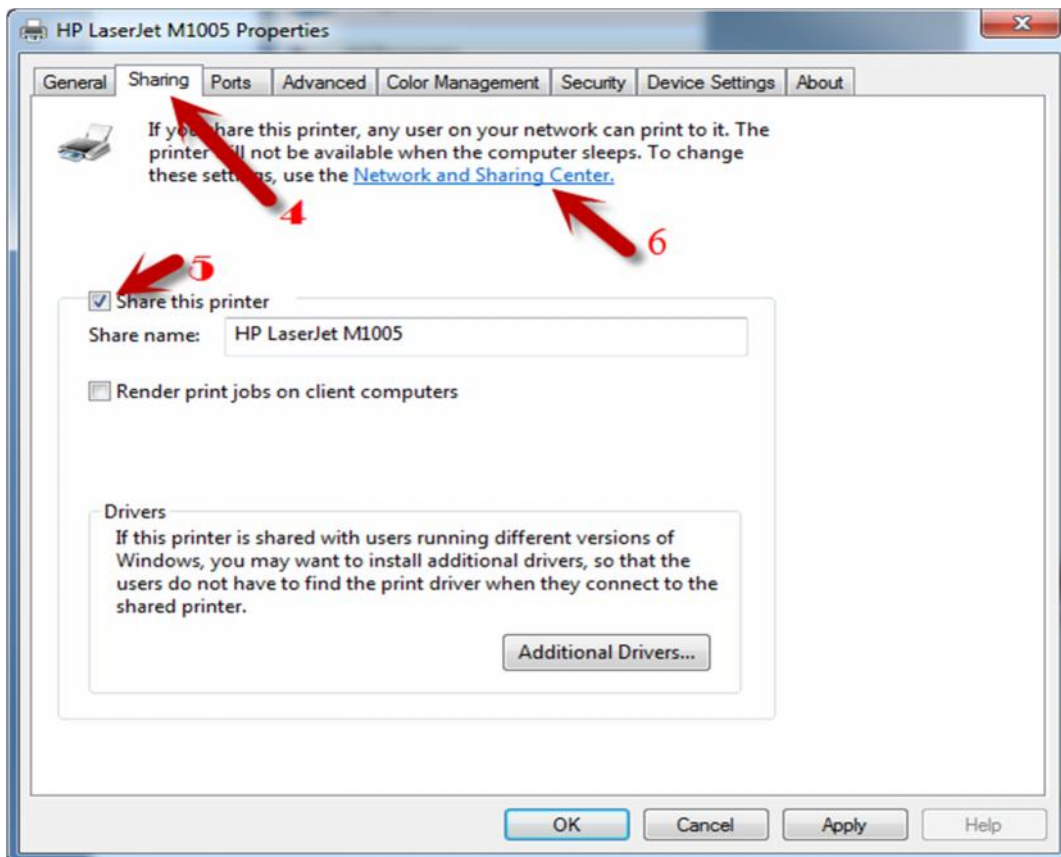 HP LaserJet M1005 Properties
General Sharing Ports Advanced Color Management Security Device Settings About
If you share this printer, any user on your network can print to it. The
printer will not be available when the computer sleeps. To change
these settings, use the Network and Sharing Center.
4
6
5
Share this printer
Share name: HP LaserJet M1005
Render print jobs on client computers
Drivers
If this printer is shared with users running different versions of
Windows, you may want to install additional drivers, so that the
users do not have to find the print driver when they connect to the
shared printer.
Additional Drivers...
OK Cancel Apply Help